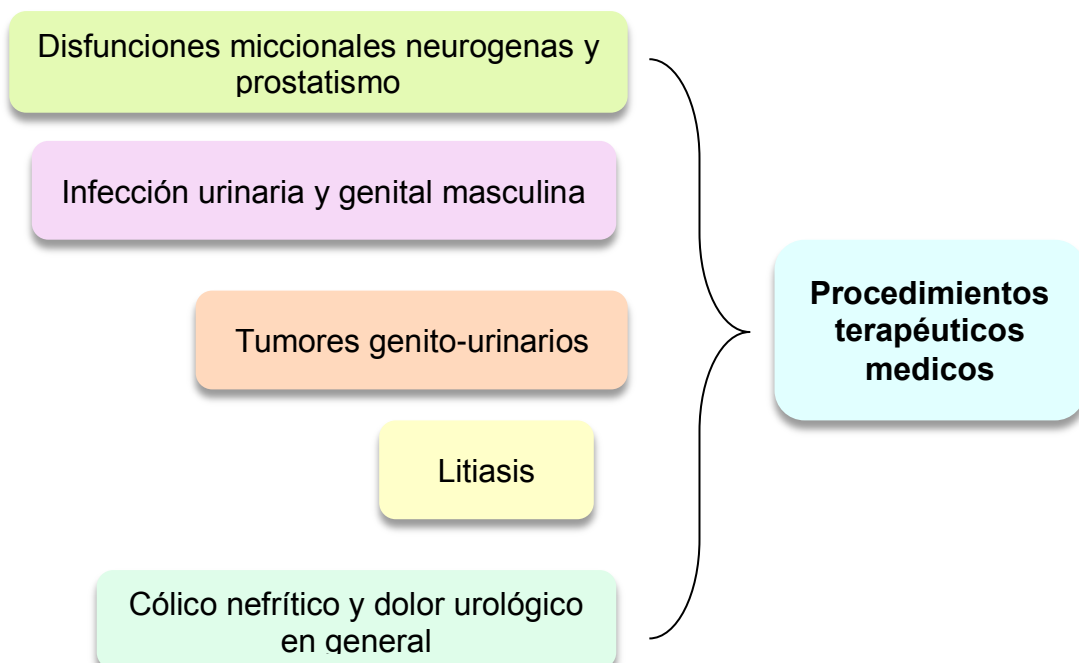 Disfunciones miccionales neurogenas y
prostatismo
Infección urinaria y genital masculina
Tumores genito-urinarios
Litiasis
Cólico nefrítico y dolor urológico
en general
Procedimientos
terapéuticos
medicos